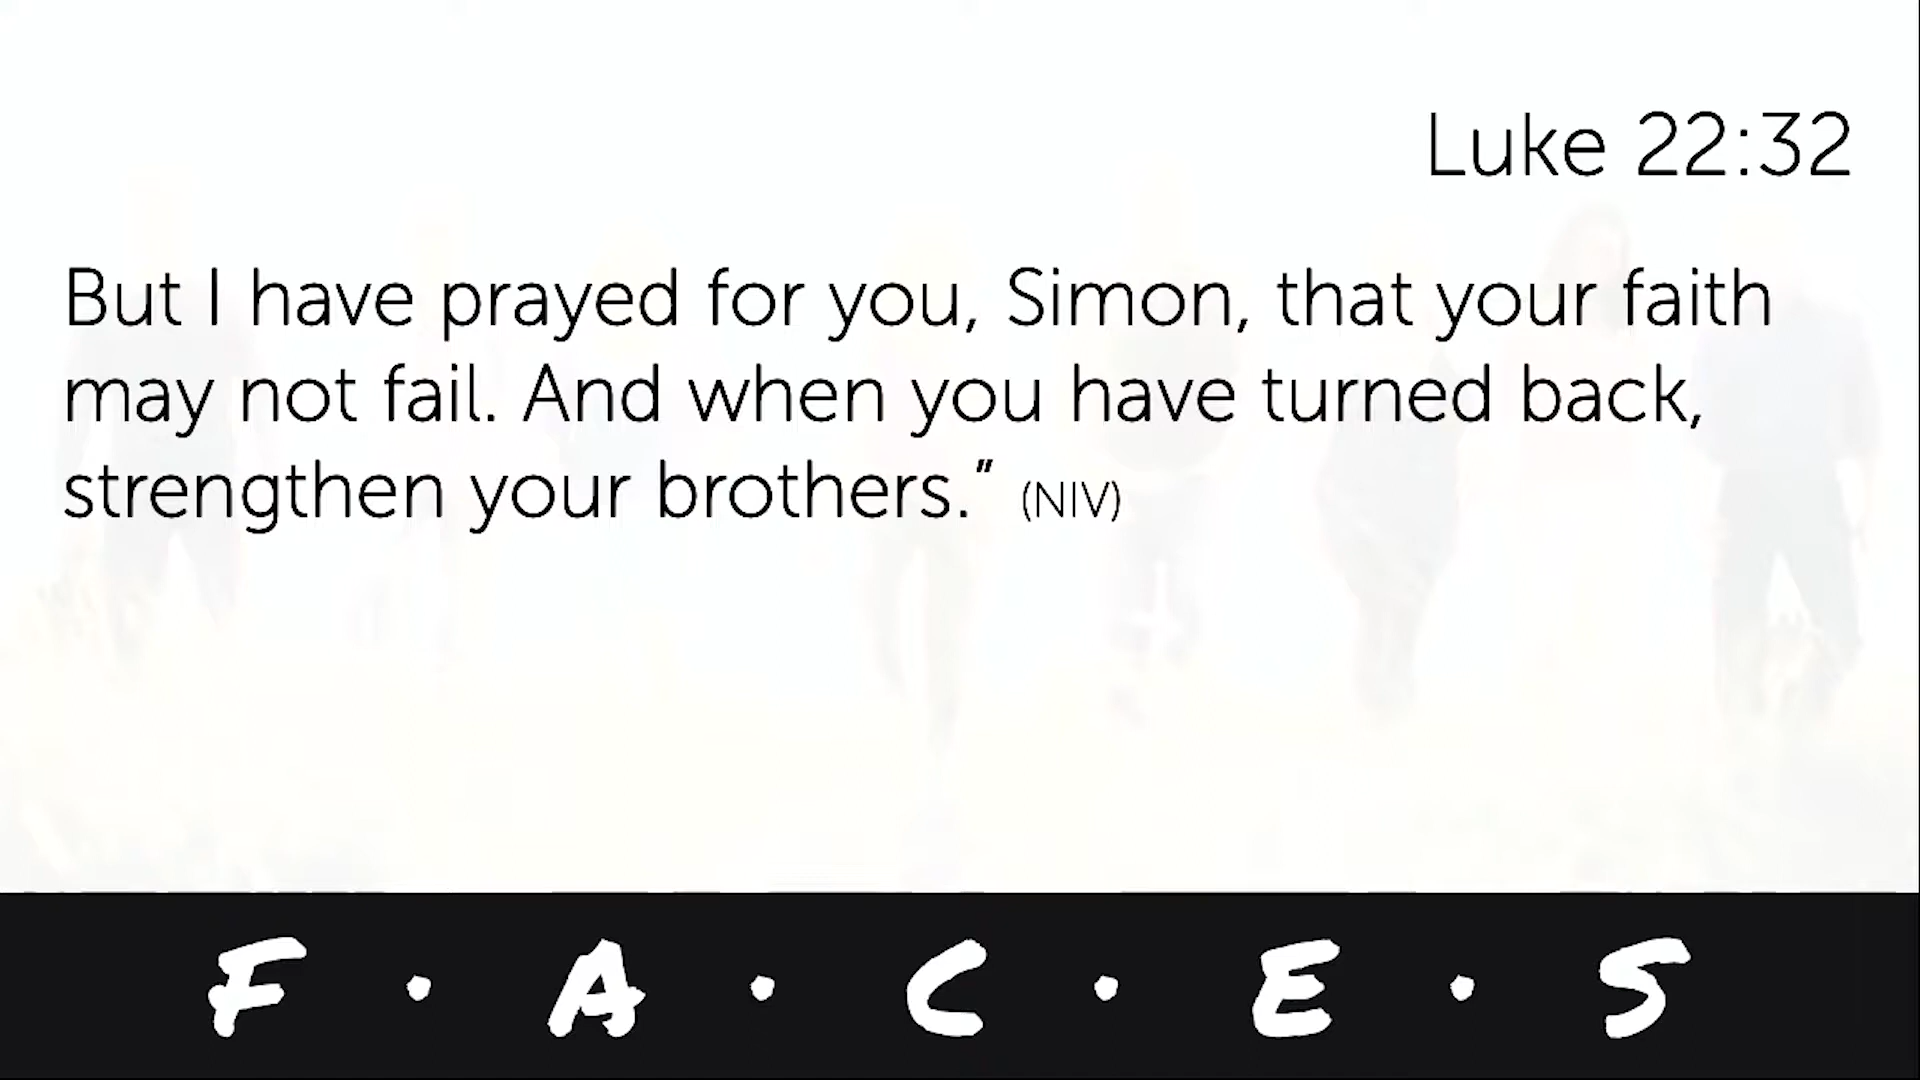 Luke 22:32
But I have prayed for you, Simon, that your faith
may not fail. And when you have turned back,
strengthen your brothers.” (NIV)
F • A • C • E • S